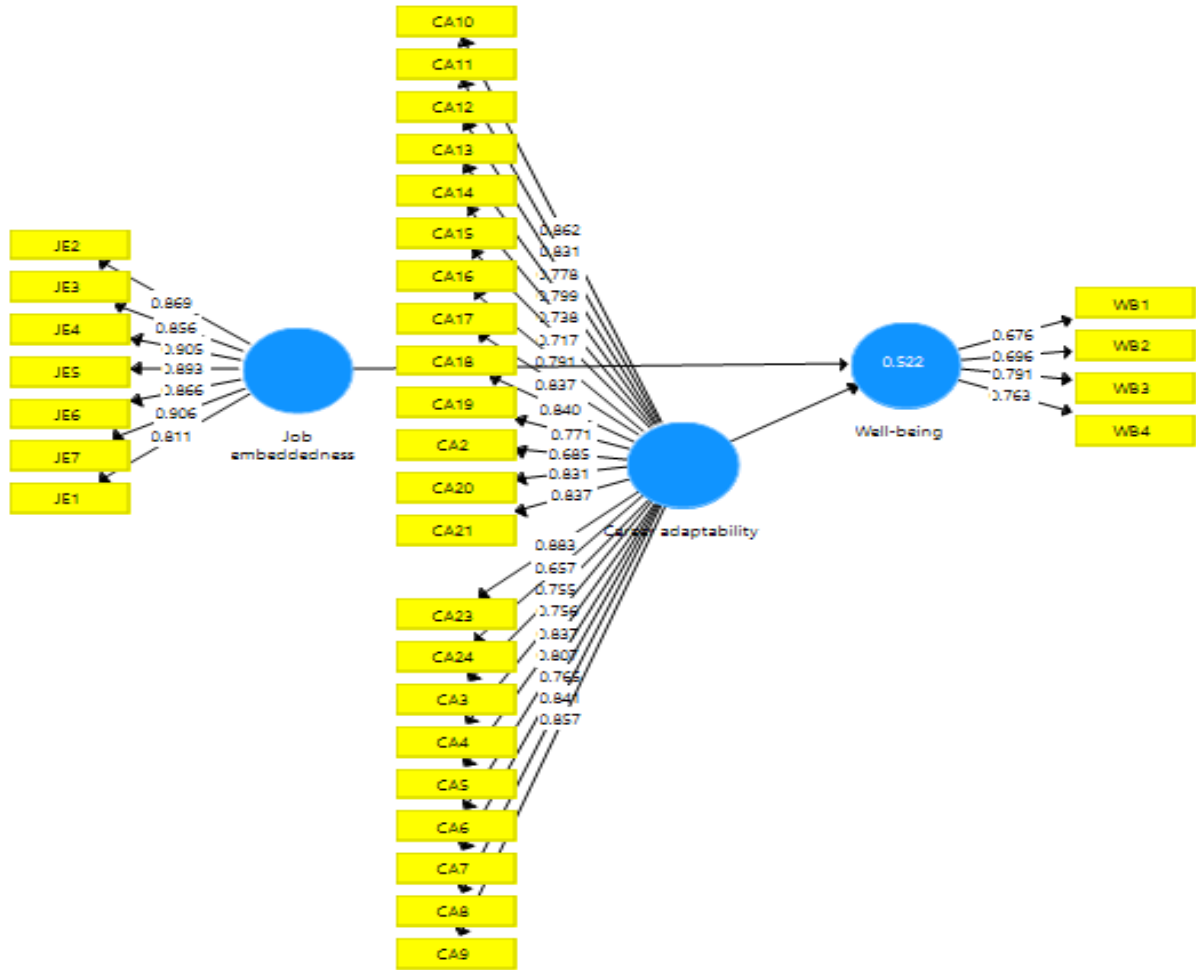 JE2
JE3
JE4
JE5
JE6
JE7
JE1
0.869
0.856
0.905
0.893
0.866
0.906
0.811
Job
embeddedness
CA10
CA11
CA12
CA13
CA14
CA15
CA16
CA17
CA18
CA19
CA2
CA20
CA21
CA23
CA24
CA3
CA4
CA5
CA6
CA7
CA8
CA9
0.862
0.831
0.778
0.799
0.738
0.717
0.791
0.837
0.840
0.771
0.685
0.831
0.837
0.883
0.657
0.755
0.756
0.837
0.807
0.765
0.841
0.857
Career adaptability
0.522
Well-being
0.676
0.696
0.791
0.763
WB1
WB2
WB3
WB4